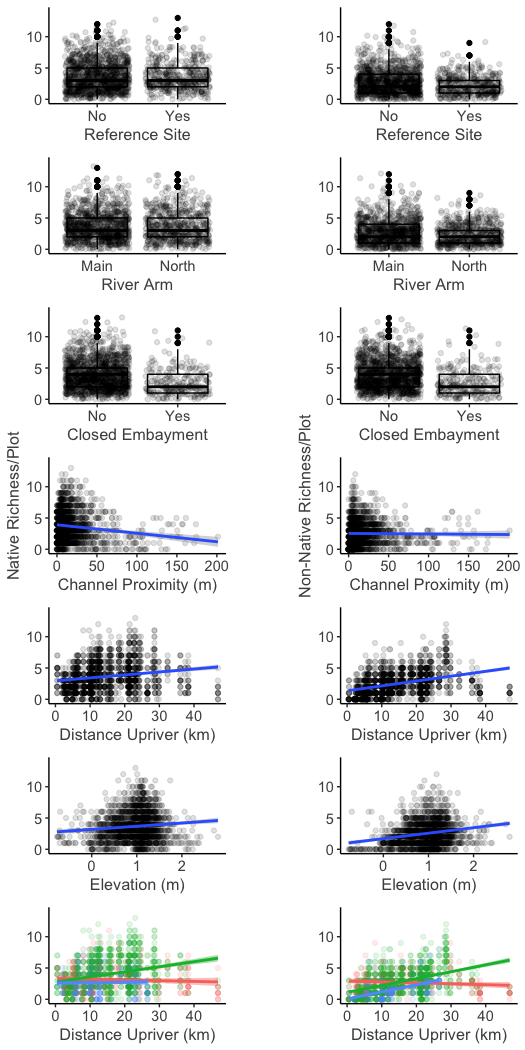 Native Richness/Plot
10
5
0
No Yes
Reference Site
10
5
0
Main North
River Arm
10
5
0
No Yes
Closed Embayment
10
5
0
0 50 100 150 200
Channel Proximity (m)
10
5
0
0 10 20 30 40
Distance Upriver (km)
10
5
0
0 1 2
Elevation (m)
10
5
0
0 10 20 30 40
Distance Upriver (km)
Non-Native Richness/Plot
10
5
0
No Yes
Reference Site
10
5
0
Main North
River Arm
10
5
0
No Yes
Closed Embayment
10
5
0
0 50 100 150 200
Channel Proximity (m)
10
5
0
0 10 20 30 40
Distance Upriver (km)
10
5
0
0 1 2
Elevation (m)
10
5
0
0 10 20 30 40
Distance Upriver (km)